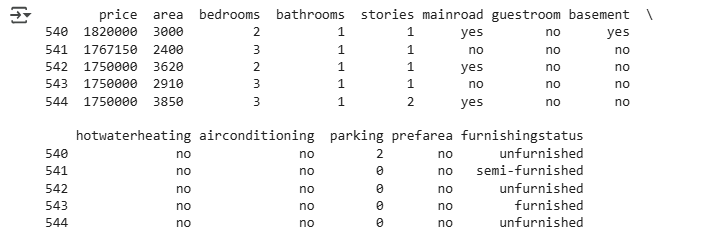 price area bedrooms bathrooms stories mainroad guestroom basement \
540 1820000 3000 2 1 1 yes no yes
541 1767150 2400 3 1 1 no no no
542 1750000 3620 2 1 1 yes no no
543 1750000 2910 3 1 1 no no no
544 1750000 3850 3 1 2 yes no no
hotwaterheating airconditioning parking prefarea furnishingstatus
540 no no 2 no unfurnished
541 no no 0 no semi-furnished
542 no no 0 no unfurnished
543 no no 0 no furnished
544 no no 0 no unfurnished